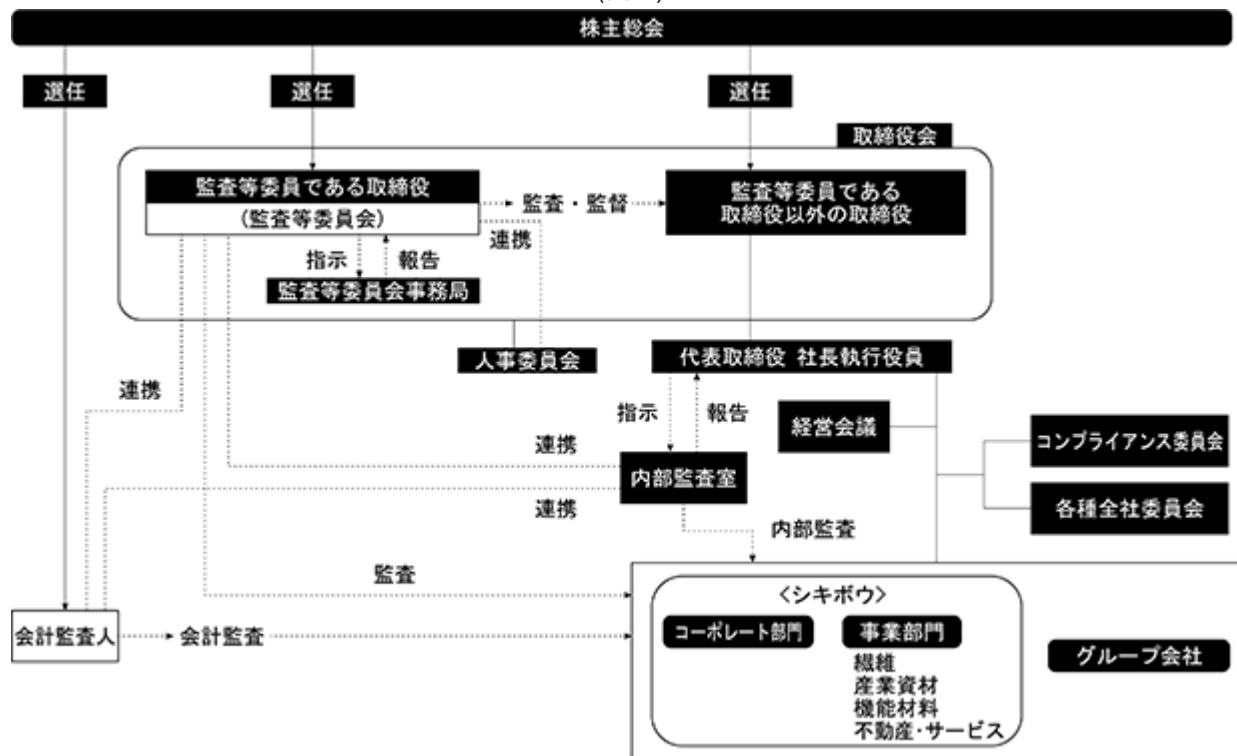 株主総会
選任
選任
選任
取締役会
監査等委員である取締役
(監査等委員会)
監査・監督
監査等委員である
取締役以外の取締役
連携
指示
報告
監査等委員会事務局
人事委員会
代表取締役 社長執行役員
連携
指示
報告
経営会議
コンプライアンス委員会
連携
内部監査室
各種全社委員会
連携
内部監査
監査
<シキボウ>
コーポレート部門
事業部門
繊維
産業資材
機能材料
不動産・サービス
グループ会社
会計監査人
会計監査